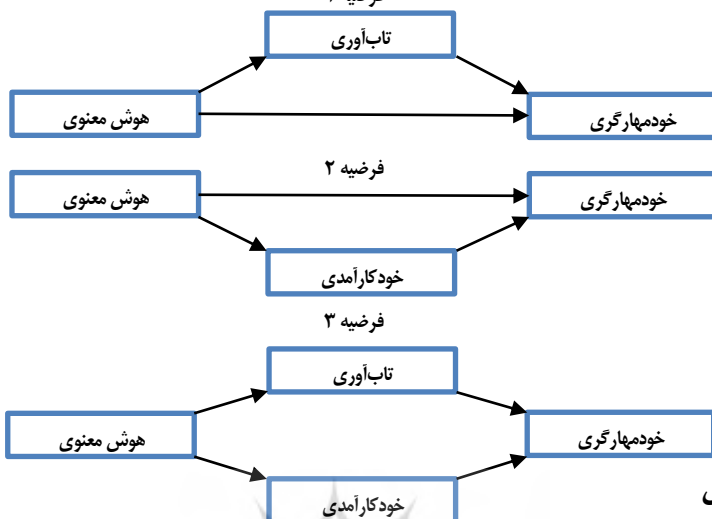 تاب‌آوری
هوش معنوی
خودمهارگری
فرضیه ۲
هوش معنوی
خودمهارگری
خودکارآمدی
فرضیه ۳
تاب‌آوری
هوش معنوی
خودمهارگری
خودکارآمدی